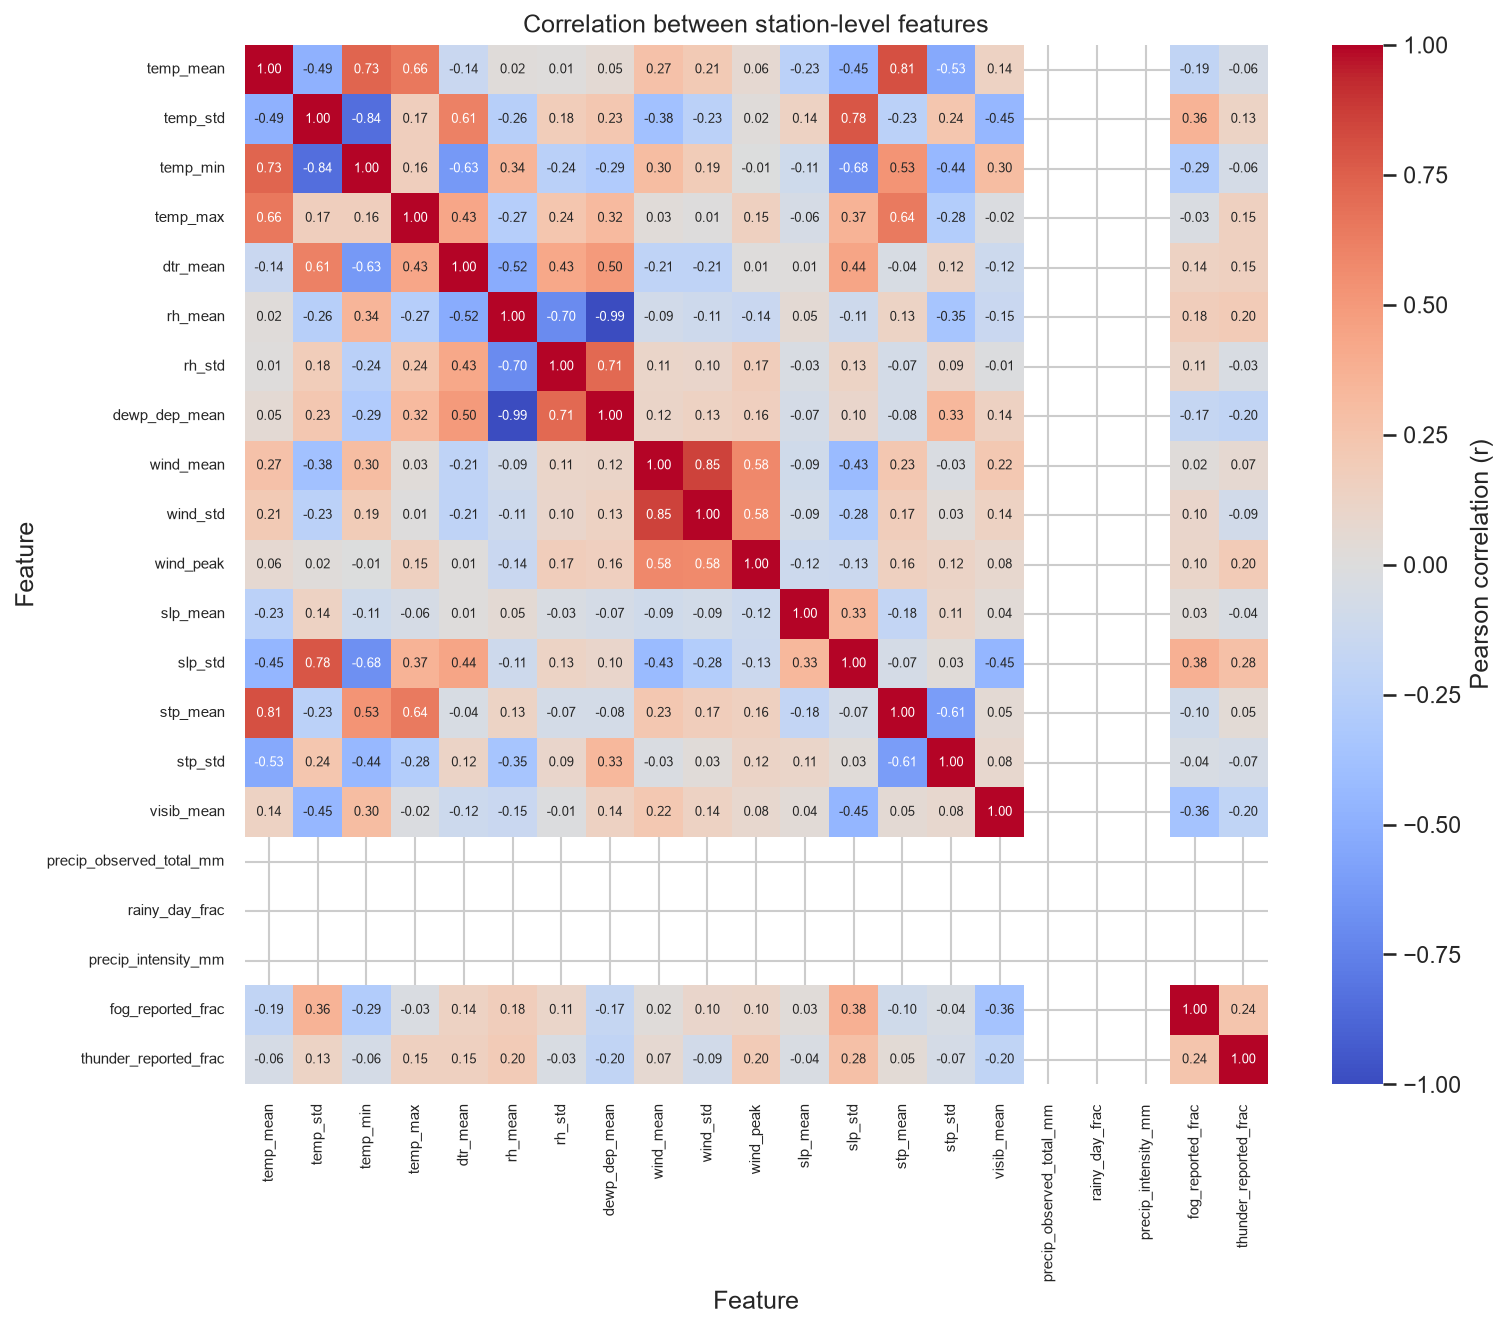 Correlation between station-level features
temp_mean 1.00 -0.49 0.73 0.66 -0.14 0.02 0.01 0.05 0.27 0.21 0.06 -0.23 -0.45 0.81 -0.53 0.14 -0.19 -0.06
temp_std -0.49 1.00 -0.84 0.17 0.61 -0.26 0.18 0.23 -0.38 -0.23 0.02 0.14 0.78 -0.23 0.24 -0.45 0.36 0.13
temp_min 0.73 -0.84 1.00 0.16 -0.63 0.34 -0.24 -0.29 0.30 0.19 -0.01 -0.11 -0.68 0.53 -0.44 0.30 -0.29 -0.06
temp_max 0.66 0.17 0.16 1.00 0.43 -0.27 0.24 0.32 0.03 0.01 0.15 -0.06 0.37 0.64 -0.28 -0.02 -0.03 0.15
dtr_mean -0.14 0.61 -0.63 0.43 1.00 -0.52 0.43 0.50 -0.21 -0.21 0.01 0.01 0.44 -0.04 0.12 -0.12 0.14 0.15
rh_mean 0.02 -0.26 0.34 -0.27 -0.52 1.00 -0.70 -0.99 -0.09 -0.11 -0.14 0.05 -0.11 0.13 -0.35 -0.15 0.18 0.20
rh_std 0.01 0.18 -0.24 0.24 0.43 -0.70 1.00 0.71 0.11 0.10 0.17 -0.03 0.13 -0.07 0.09 -0.01 0.11 -0.03
dewp_dep_mean 0.05 0.23 -0.29 0.32 0.50 -0.99 0.71 1.00 0.12 0.13 0.16 -0.07 0.10 -0.08 0.33 0.14 -0.17 -0.20
wind_mean 0.27 -0.38 0.30 0.03 -0.21 -0.09 0.11 0.12 1.00 0.85 0.58 -0.09 -0.43 0.23 -0.03 0.22 0.02 0.07
wind_std 0.21 -0.23 0.19 0.01 -0.21 -0.11 0.10 0.13 0.85 1.00 0.58 -0.09 -0.28 0.17 0.03 0.14 0.10 -0.09
wind_peak 0.06 0.02 -0.01 0.15 0.01 -0.14 0.17 0.16 0.58 0.58 1.00 -0.12 -0.13 0.16 0.12 0.08 0.10 0.20
slp_mean -0.23 0.14 -0.11 -0.06 0.01 0.05 -0.03 -0.07 -0.09 -0.09 -0.12 1.00 0.33 -0.18 0.11 0.04 0.03 -0.04
slp_std -0.45 0.78 -0.68 0.37 0.44 -0.11 0.13 0.10 -0.43 -0.28 -0.13 0.33 1.00 -0.07 0.03 -0.45 0.38 0.28
stp_mean 0.81 -0.23 0.53 0.64 -0.04 0.13 -0.07 -0.08 0.23 0.17 0.16 -0.18 -0.07 1.00 -0.61 0.05 -0.10 0.05
stp_std -0.53 0.24 -0.44 -0.28 0.12 -0.35 0.09 0.33 -0.03 0.03 0.12 0.11 0.03 -0.61 1.00 0.08 -0.04 -0.07
visib_mean 0.14 -0.45 0.30 -0.02 -0.12 -0.15 -0.01 0.14 0.22 0.14 0.08 0.04 -0.45 0.05 0.08 1.00 -0.36 -0.20
precip_observed_total_mm
rainy_day_frac
precip_intensity_mm
fog_reported_frac -0.19 0.36 -0.29 -0.03 0.14 0.18 0.11 -0.17 0.02 0.10 0.10 0.03 0.38 -0.10 -0.04 -0.36 1.00 0.24
thunder_reported_frac -0.06 0.13 -0.06 0.15 0.15 0.20 -0.03 -0.20 0.07 -0.09 0.20 -0.04 0.28 0.05 -0.07 -0.20 0.24 1.00
temp_mean
temp_std
temp_min
temp_max
dtr_mean
rh_mean
rh_std
dewp_dep_mean
wind_mean
wind_std
wind_peak
slp_mean
slp_std
stp_mean
stp_std
visib_mean
precip_observed_total_mm
rainy_day_frac
precip_intensity_mm
fog_reported_frac
thunder_reported_frac
Feature
Feature
1.00
0.75
0.50
0.25
0.00
−0.25
−0.50
−0.75
−1.00
Pearson correlation (r)